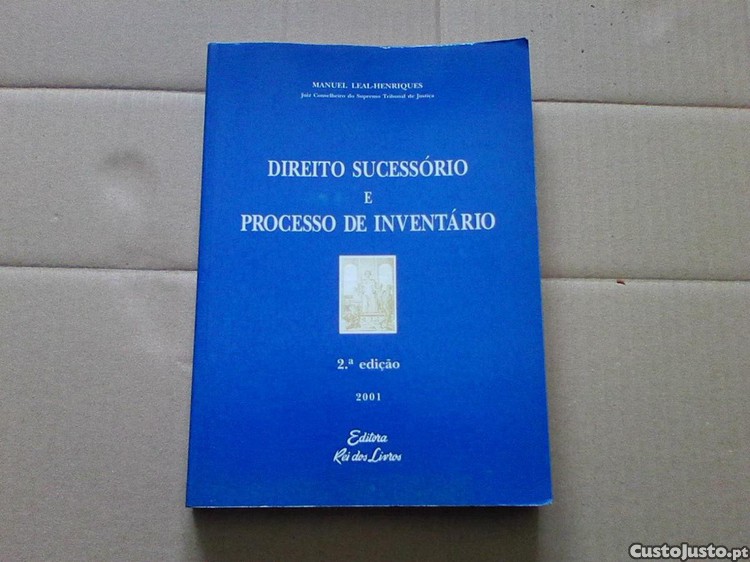 MANUEL LEAL-HENRIQUES
Juiz Conselheiro do Supremo Tribunal de Justiça
DIREITO SUCESSÓRIO
E
PROCESSO DE INVENTÁRIO
2.ª edição
2001
Editora
Rei dos Livros
CustoJusto.pt